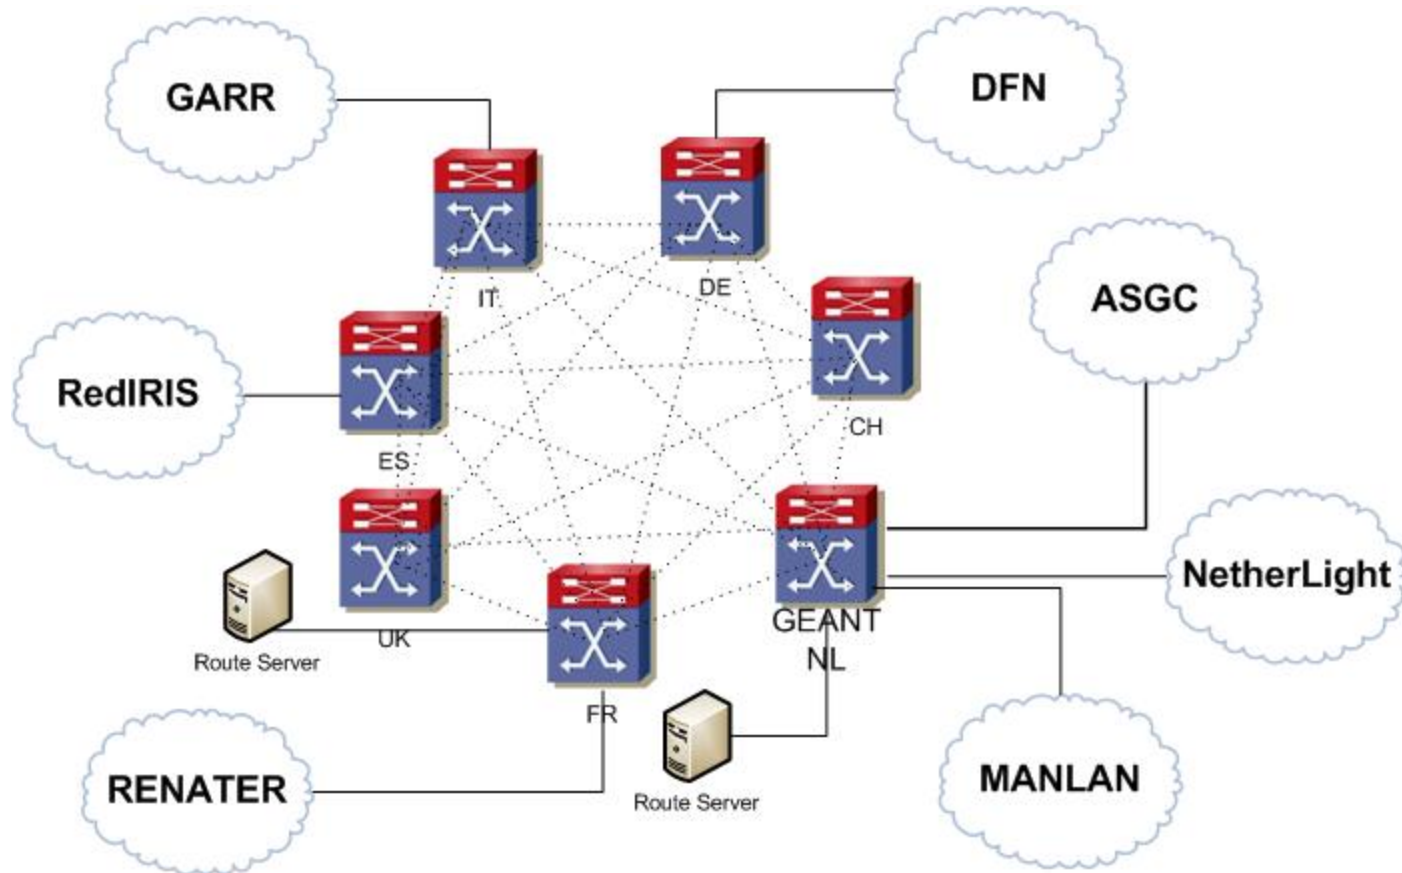 GARR
DFN
IT
DE
ASGC
RedIRIS
CH
ES
NetherLight
UK
GEANT
NL
Route Server
FR
RENATER
Route Server
MANLAN